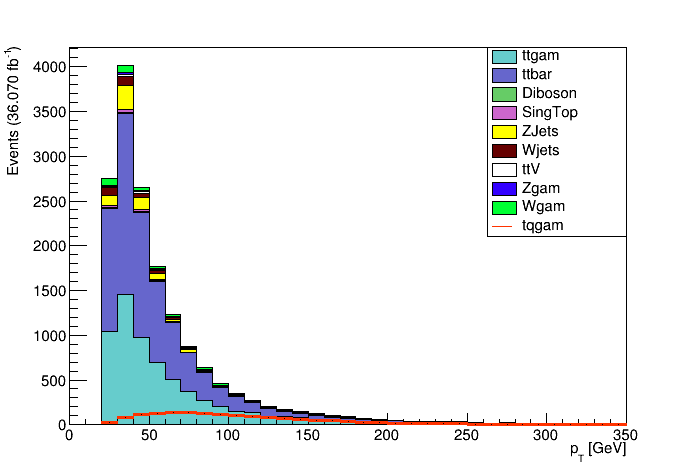 Events (36.070 fb⁻¹)
4000
3500
3000
2500
2000
1500
1000
500
0
0 50 100 150 200 250 300 350
p_T [GeV]
ttgam
ttbar
Diboson
SingTop
ZJets
Wjets
ttV
Zgam
Wgam
tqgam